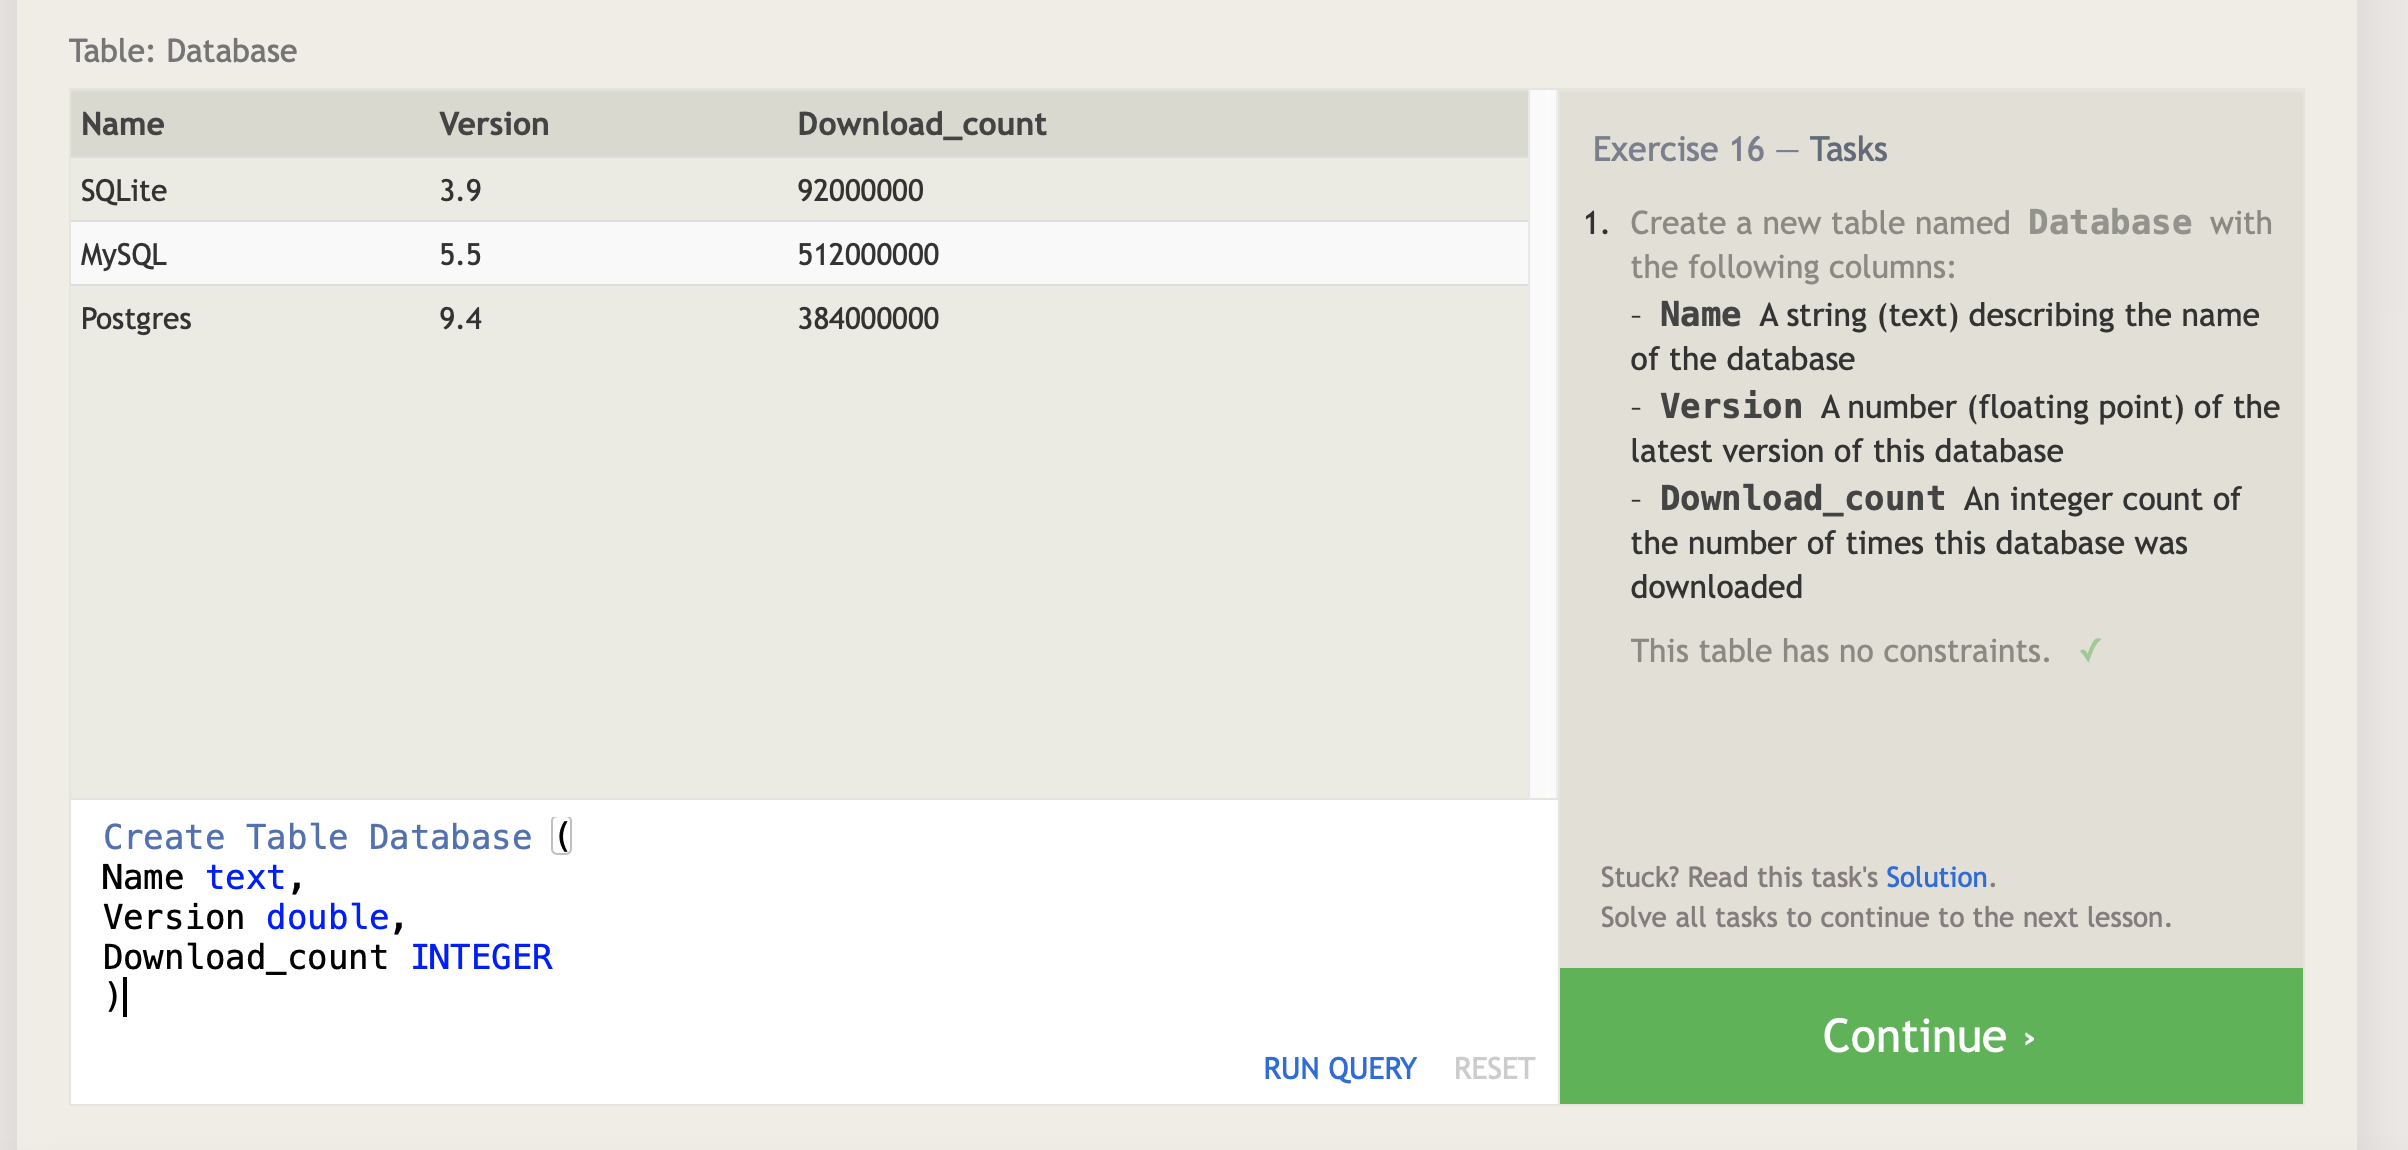 Table: Database
Name Version Download_count
SQLite 3.9 92000000
MySQL 5.5 512000000
Postgres 9.4 384000000
Create Table Database (
Name text,
Version double,
Download_count INTEGER
)
RUN QUERY RESET
Exercise 16 — Tasks
1. Create a new table named Database with
the following columns:
- Name A string (text) describing the name
of the database
- Version A number (floating point) of the
latest version of this database
- Download_count An integer count of
the number of times this database was
downloaded
This table has no constraints. ✓
Stuck? Read this task's Solution.
Solve all tasks to continue to the next lesson.
Continue ›